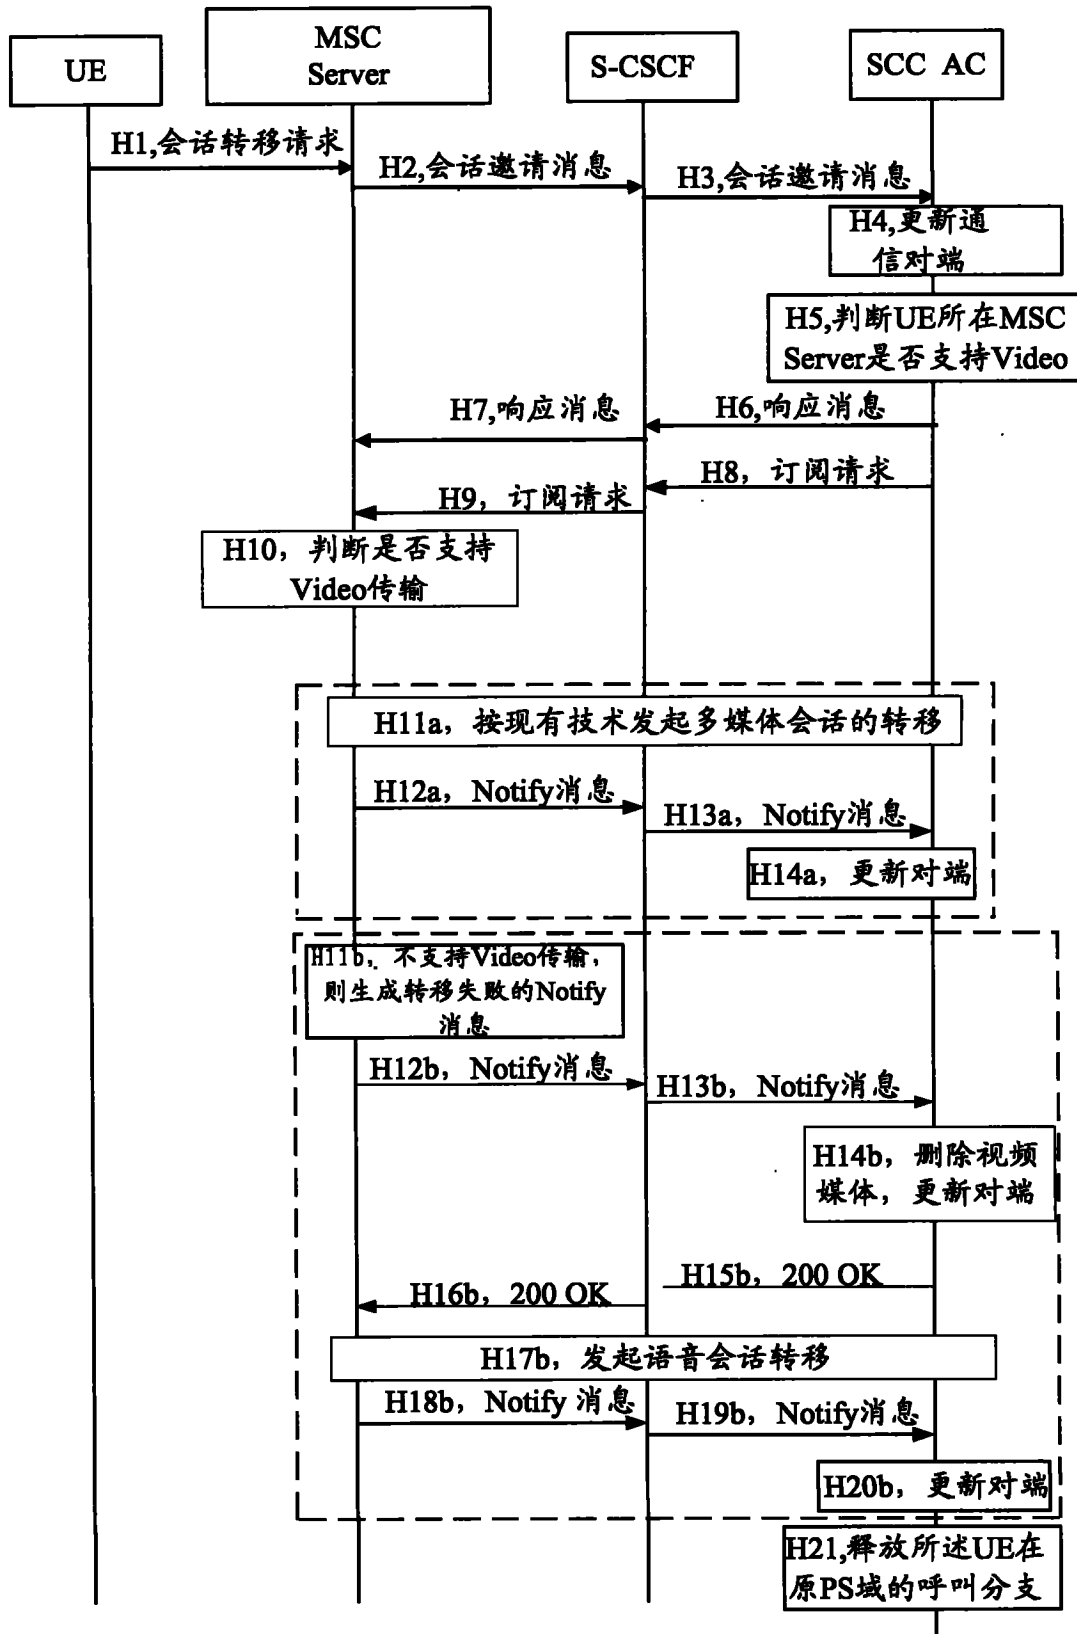 UE
MSC
Server
S-CSCF
SCC AC
H1,会话转移请求
H2,会话邀请消息
H3,会话邀请消息
H4,更新通
信对端
H5,判断UE所在MSC
Server是否支持Video
H6,响应消息
H7,响应消息
H8，订阅请求
H9，订阅请求
H10，判断是否支持
Video传输
H11a，按现有技术发起多媒体会话的转移
H12a，Notify消息
H13a，Notify消息
H14a，更新对端
H11b，不支持Video传输，
则生成转移失败的Notify
消息
H12b，Notify消息
H13b，Notify消息
H14b，删除视频
媒体，更新对端
H15b，200 OK
H16b，200 OK
H17b，发起语音会话转移
H18b，Notify 消息
H19b，Notify消息
H20b，更新对端
H21,释放所述UE在
原PS域的呼叫分支